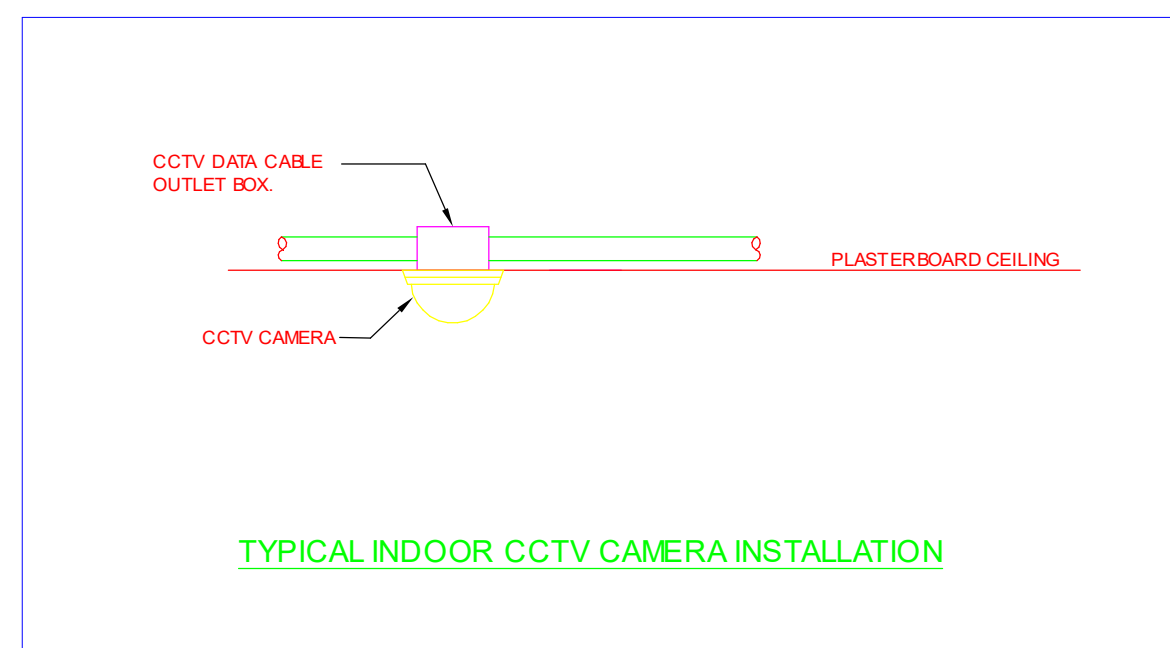 CCTV DATA CABLE
OUTLET BOX.
PLASTERBOARD CEILING
CCTV CAMERA
TYPICAL INDOOR CCTV CAMERA INSTALLATION